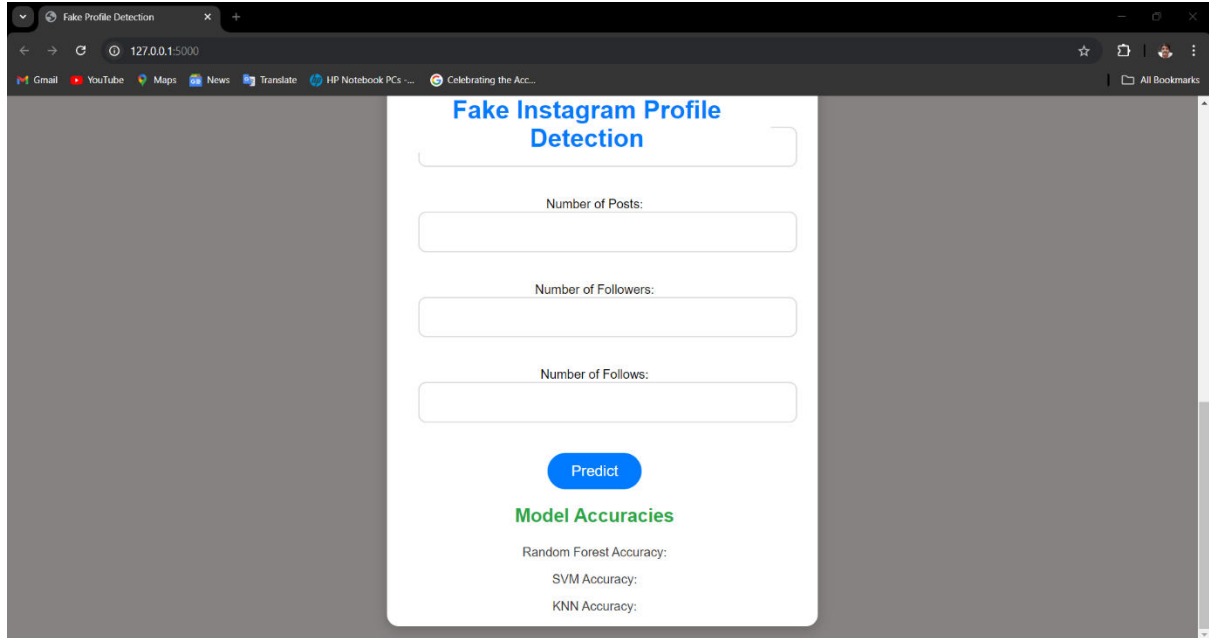 Fake Profile Detection
127.0.0.1:5000
Gmail YouTube Maps News Translate HP Notebook PCs -... Celebrating the Acc... All Bookmarks
Fake Instagram Profile
Detection
Number of Posts:
Number of Followers:
Number of Follows:
Predict
Model Accuracies
Random Forest Accuracy:
SVM Accuracy:
KNN Accuracy: